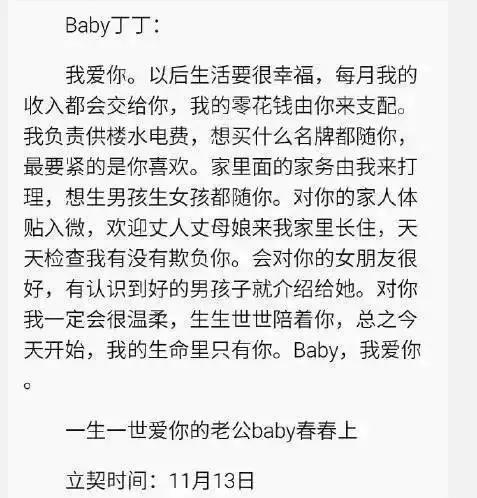 Baby丁丁：
我爱你。以后生活要很幸福，每月我的
收入都会交给你，我的零花钱由你来支配。
我负责供楼水电费，想买什么名牌都随你，
最要紧的是你喜欢。家里面的家务由我来打
理，想生男孩生女孩都随你。对你的家人体
贴入微，欢迎丈人丈母娘来我家里长住，天
天检查我有没有欺负你。会对你的女朋友很
好，有认识到好的男孩子就介绍给她。对你
我一定会很温柔，生生世世陪着你，总之今
天开始，我的生命里只有你。Baby，我爱你
。
一生一世爱你的老公baby春春上
立契时间：11月13日